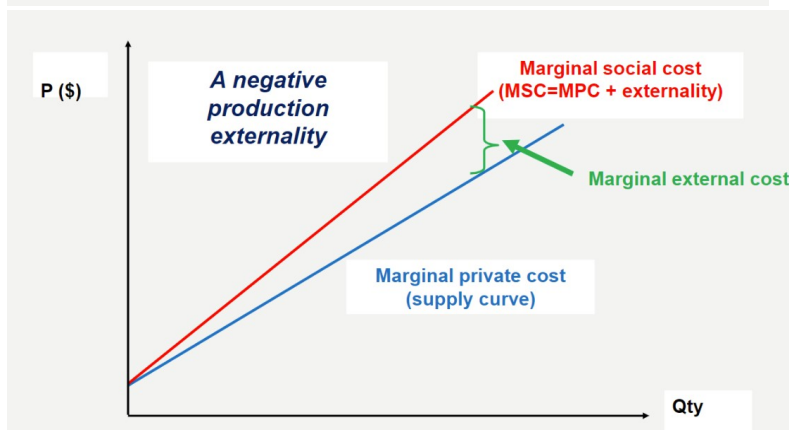 P ($)
A negative
production
externality
Marginal social cost
(MSC=MPC + externality)
Marginal external cost
Marginal private cost
(supply curve)
Qty